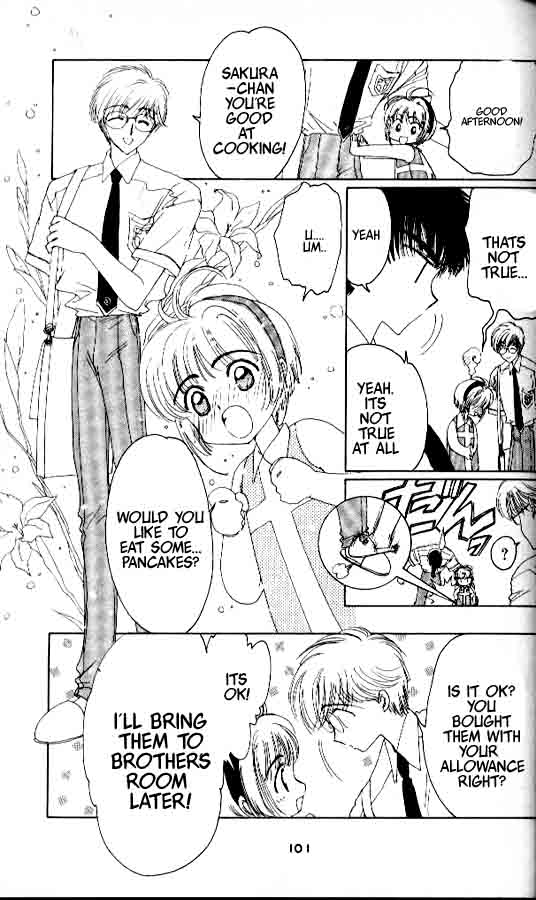 GOOD
AFTERNOON!
SAKURA
-CHAN
YOU'RE
GOOD
AT
COOKING!
THATS
NOT
TRUE...
YEAH
YEAH.
ITS
NOT
TRUE
AT ALL
?
U....
UM..
WOULD YOU
LIKE TO
EAT SOME...
PANCAKES?
IS IT OK?
YOU
BOUGHT
THEM WITH
YOUR
ALLOWANCE
RIGHT?
ITS
OK!
I'LL BRING
THEM TO
BROTHERS
ROOM
LATER!
101